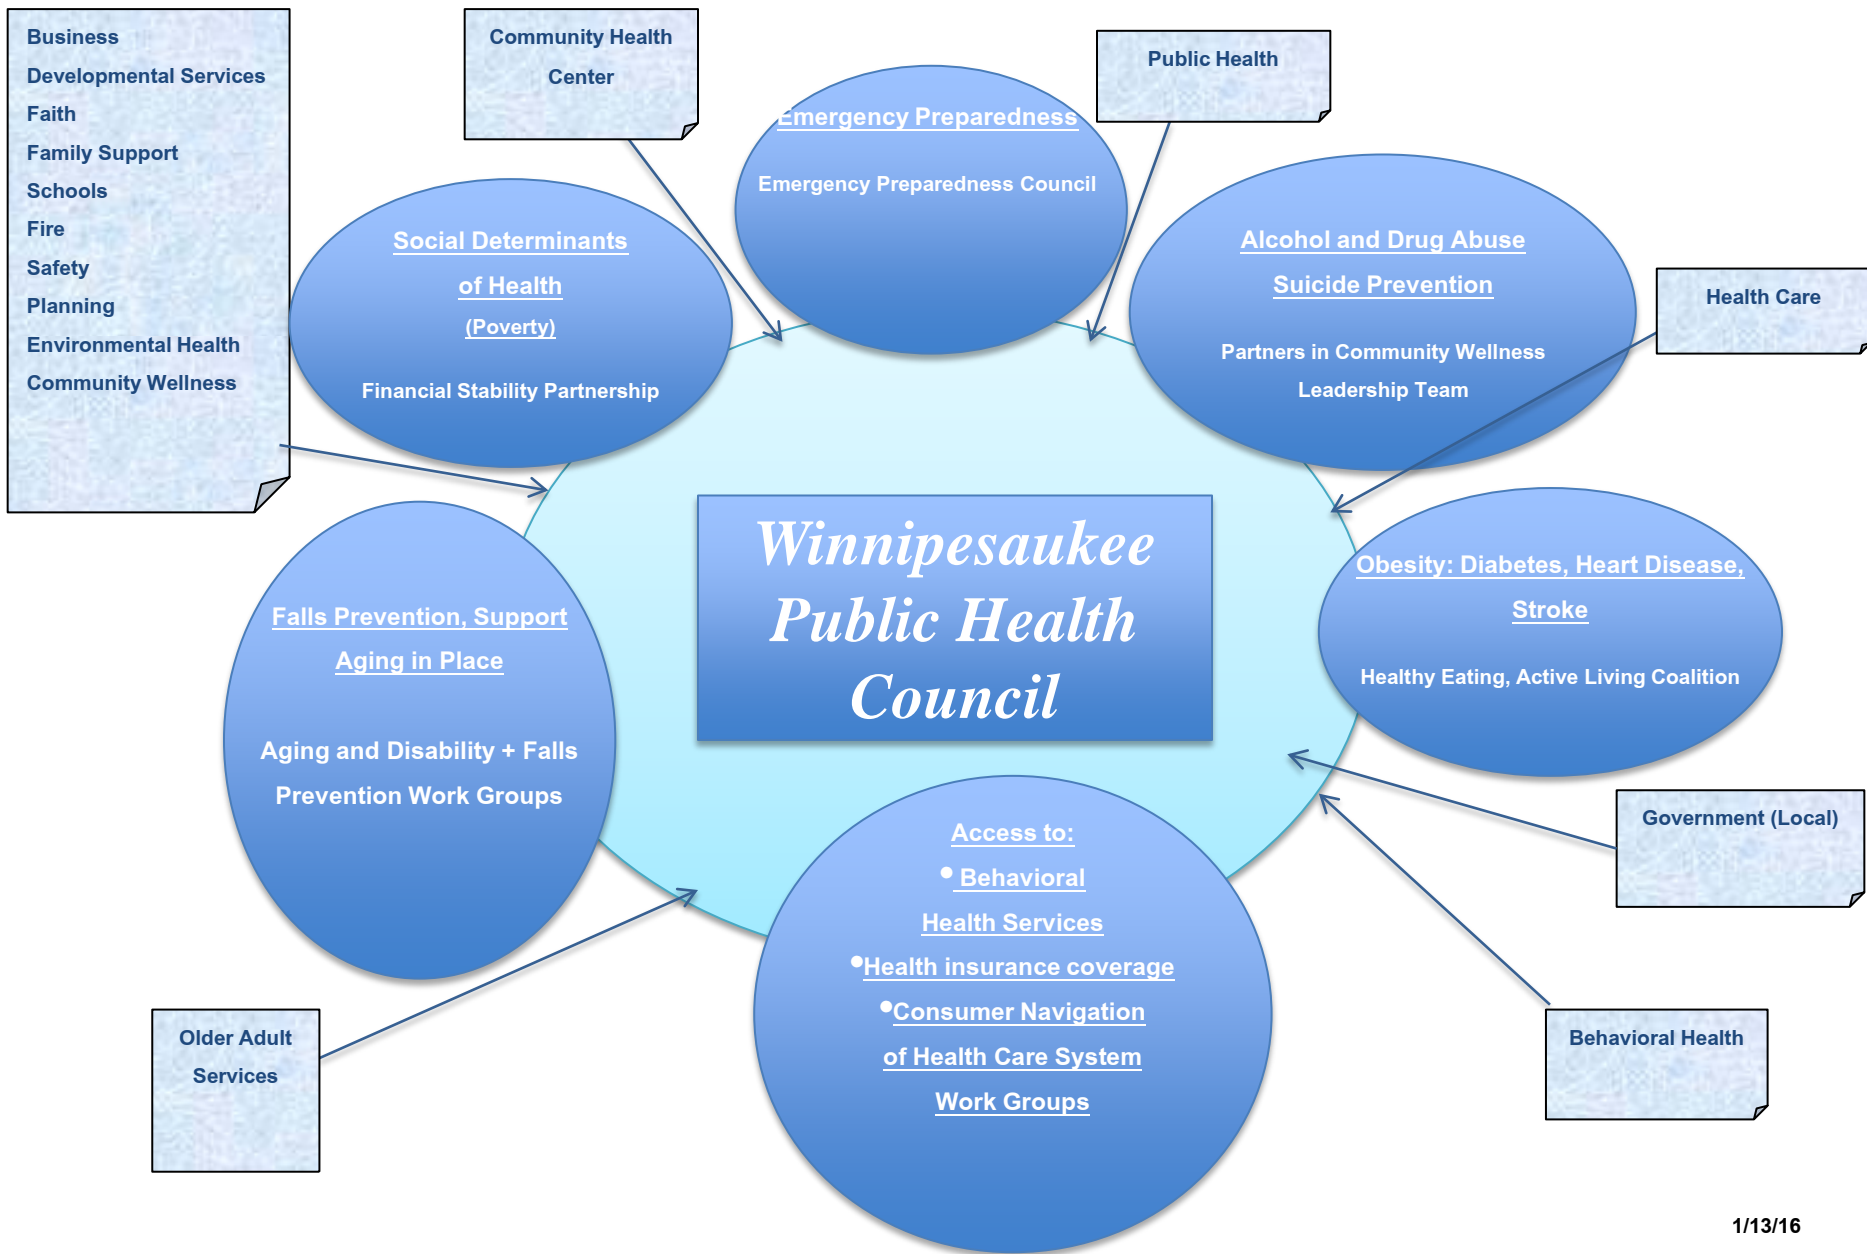 Business
Developmental Services
Faith
Family Support
Schools
Fire
Safety
Planning
Environmental Health
Community Wellness
Community Health
Center
Emergency Preparedness
Emergency Preparedness Council
Public Health
Social Determinants
of Health
(Poverty)
Financial Stability Partnership
Alcohol and Drug Abuse
Suicide Prevention
Partners in Community Wellness
Leadership Team
Health Care
Winnipesaukee
Public Health
Council
Obesity: Diabetes, Heart Disease,
Stroke
Healthy Eating, Active Living Coalition
Falls Prevention, Support
Aging in Place
Aging and Disability + Falls
Prevention Work Groups
Access to:
• Behavioral
Health Services
•Health insurance coverage
•Consumer Navigation
of Health Care System
Work Groups
Government (Local)
Older Adult
Services
Behavioral Health
1/13/16